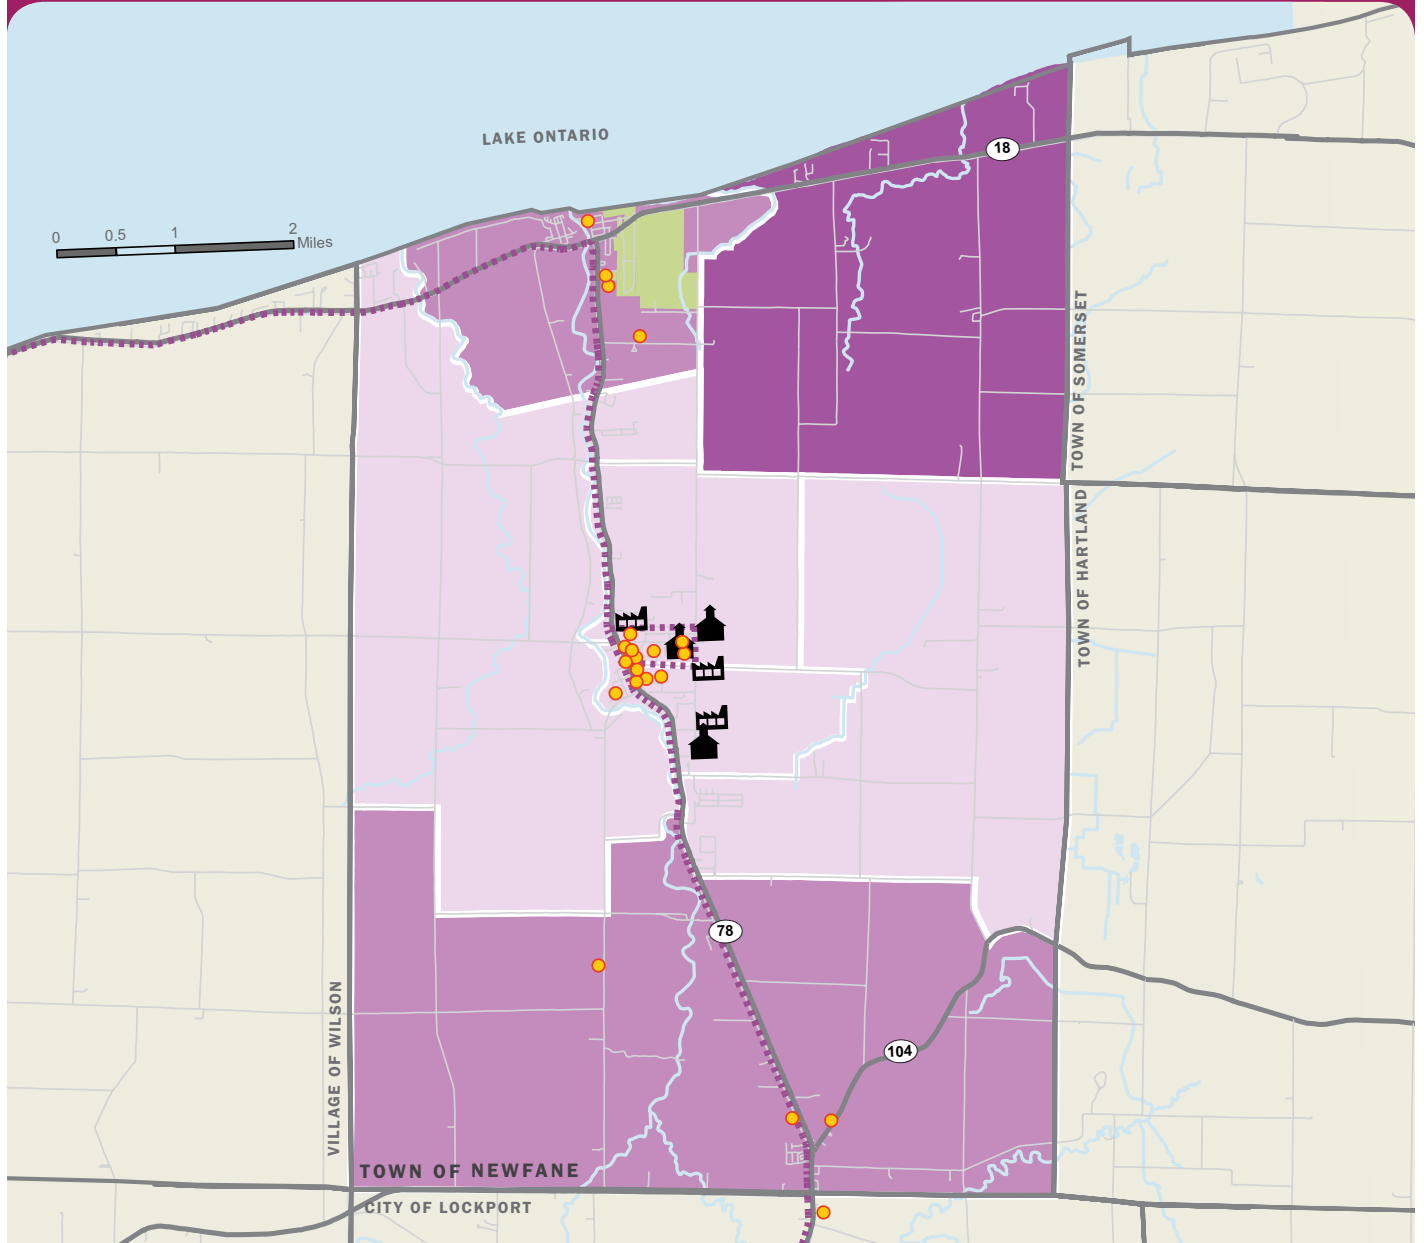 LAKE ONTARIO
18
0 0.5 1 2
Miles
TOWN OF SOMERSET
TOWN OF HARTLAND
78
VILLAGE OF WILSON
104
TOWN OF NEWFANE
CITY OF LOCKPORT